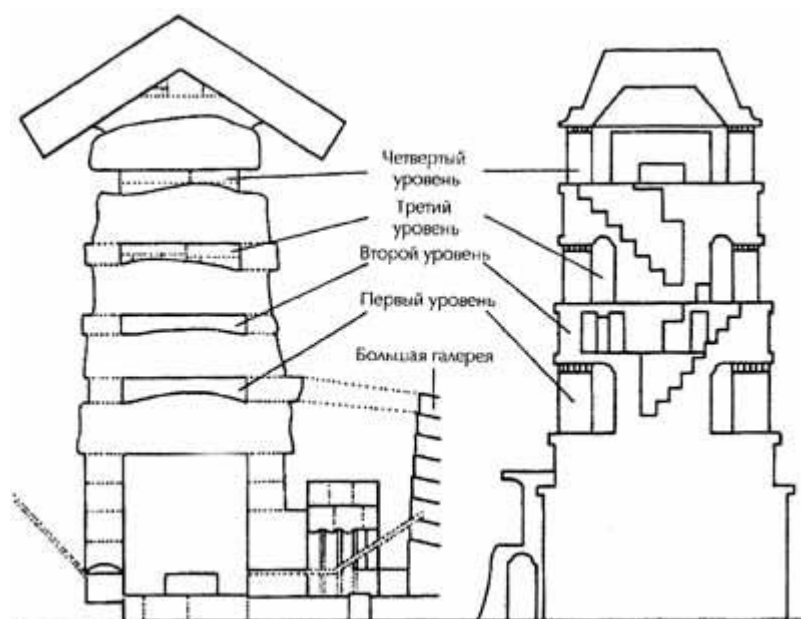 Четвертый
уровень
Третий
уровень
Второй уровень
Первый уровень
Большая галерея